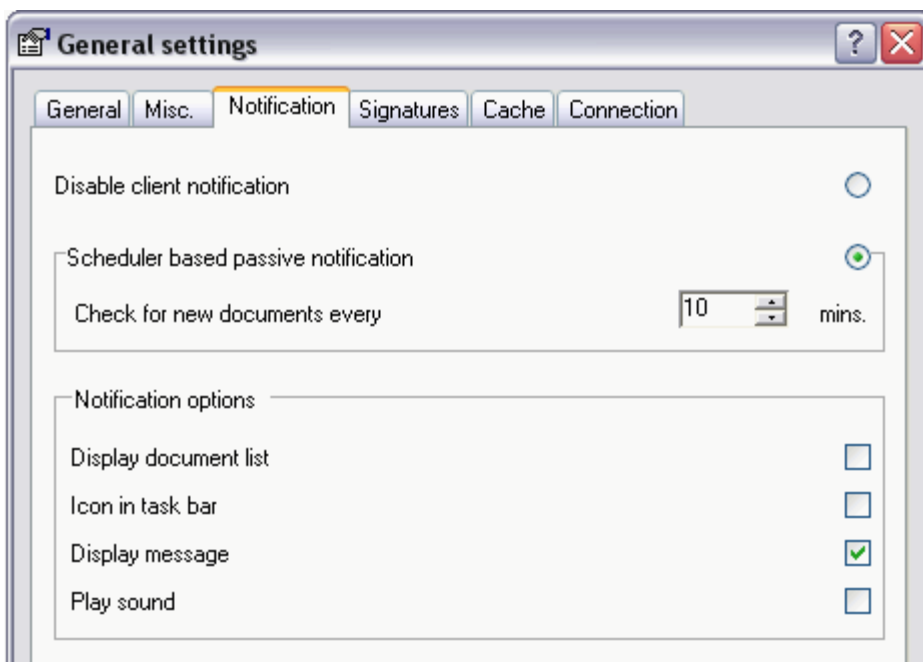 General settings
General Misc. Notification Signatures Cache Connection
Disable client notification
Scheduler based passive notification
Check for new documents every 10 mins.
Notification options
Display document list
Icon in task bar
Display message
Play sound